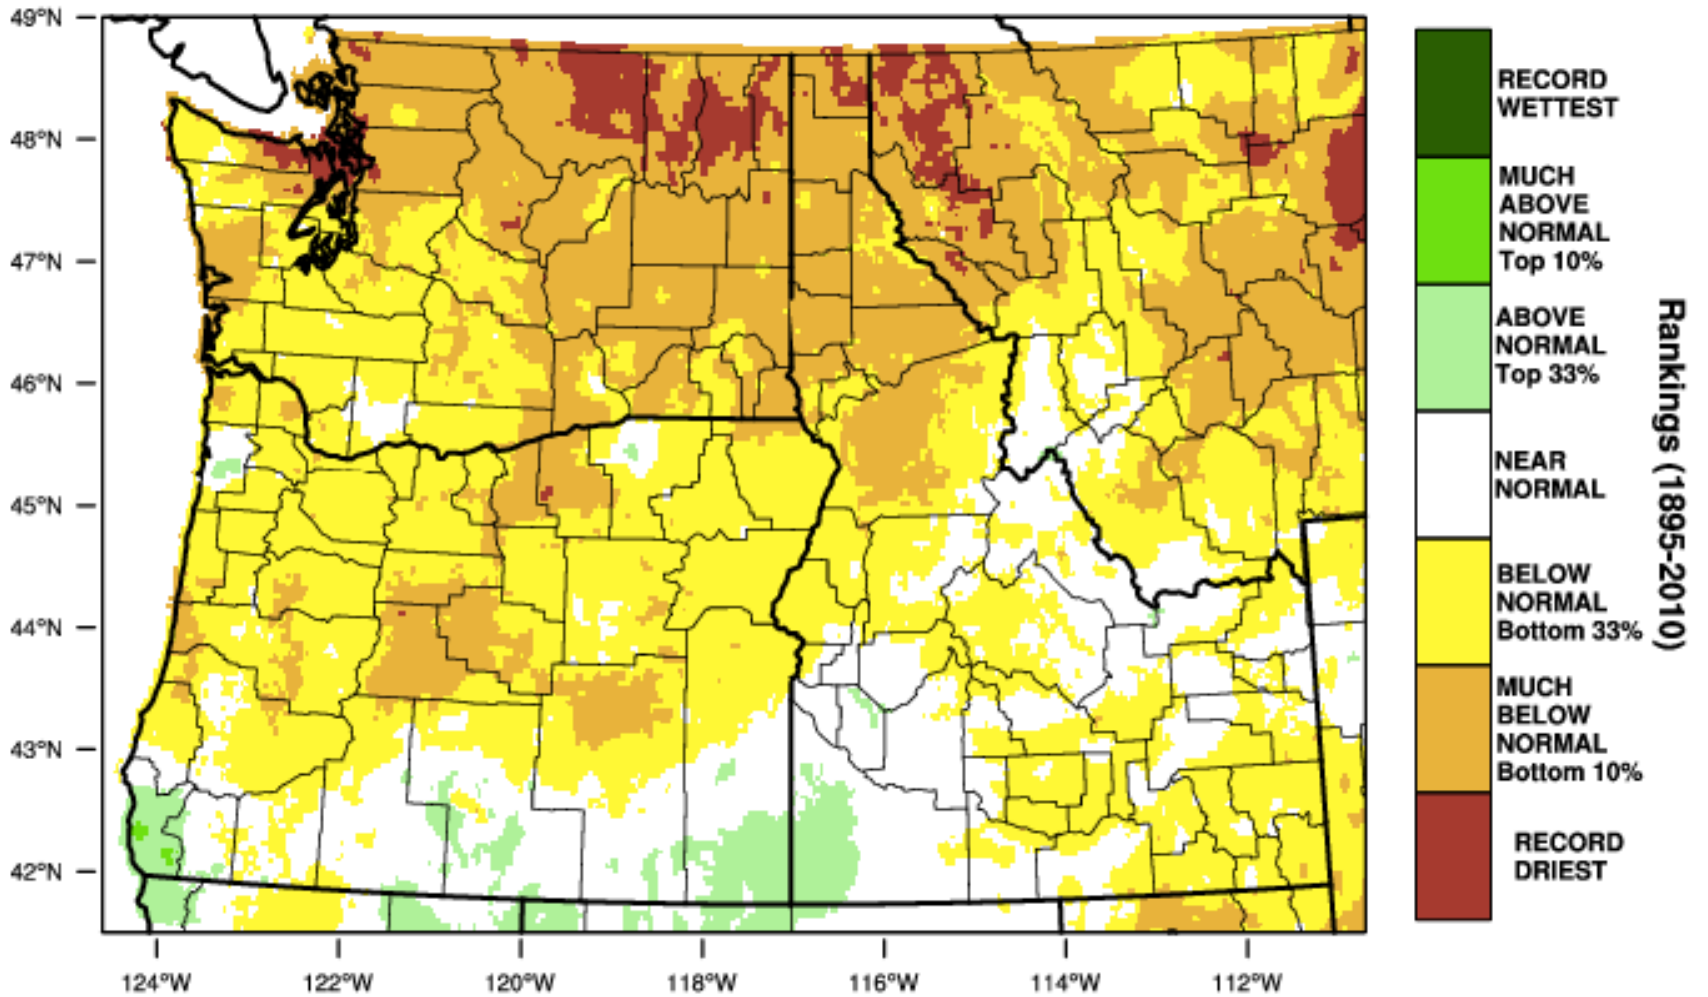 49°N
48°N
47°N
46°N
45°N
44°N
43°N
42°N
124°W
122°W
120°W
118°W
116°W
114°W
112°W
RECORD
WETTEST
MUCH
ABOVE
NORMAL
Top 10%
ABOVE
NORMAL
Top 33%
NEAR
NORMAL
BELOW
NORMAL
Bottom 33%
MUCH
BELOW
NORMAL
Bottom 10%
RECORD
DRIEST
Rankings (1895-2010)